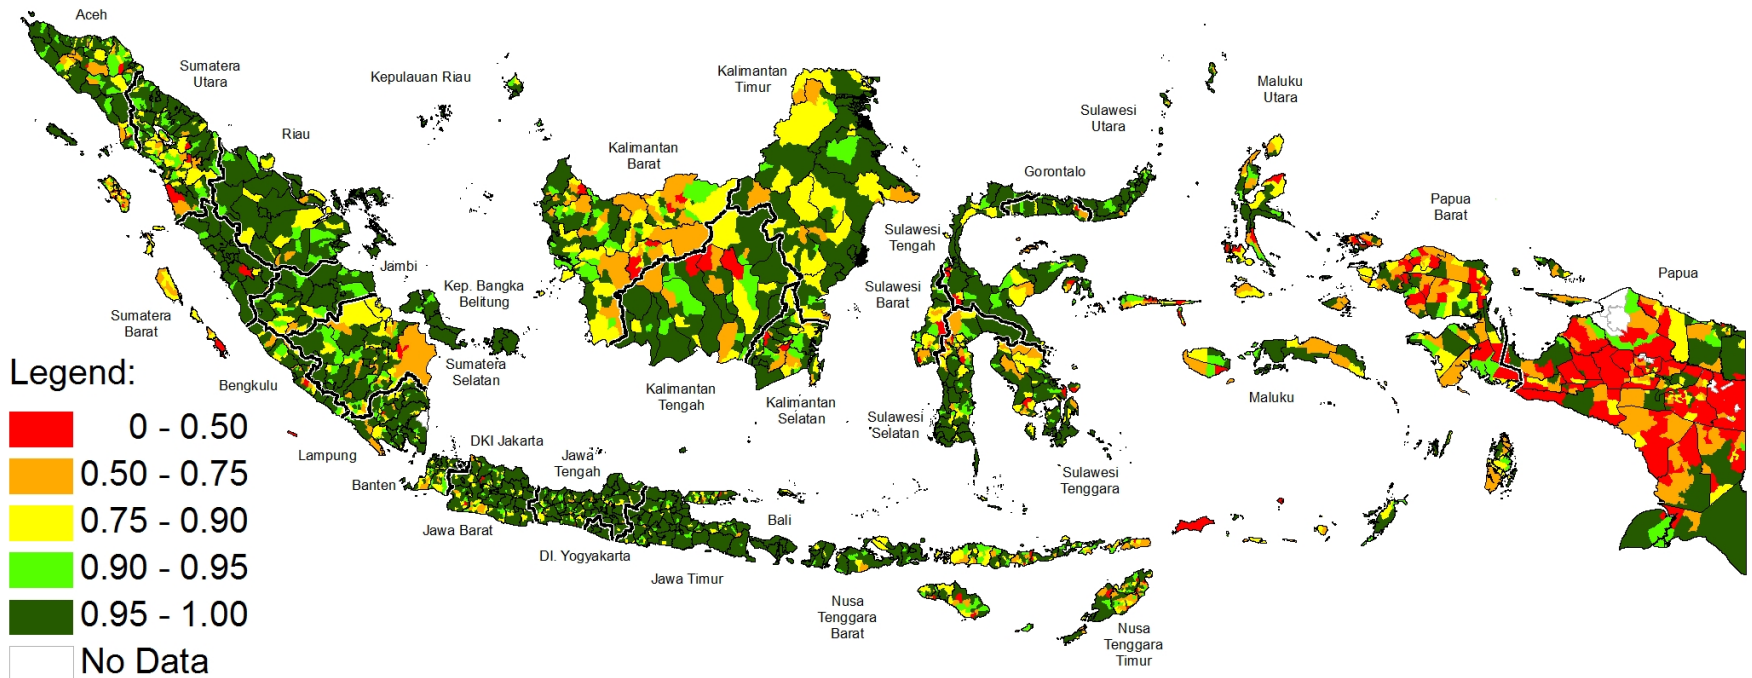 Aceh
Sumatera
Utara
Kepulauan Riau
Riau
Kalimantan
Timur
Kalimantan
Barat
Sulawesi
Utara
Maluku
Utara
Gorontalo
Papua
Barat
Sulawesi
Tengah
Jambi
Papua
Kep. Bangka
Belitung
Sulawesi
Barat
Sumatera
Barat
Sumatera
Selatan
Bengkulu
Kalimantan
Tengah
Kalimantan
Selatan
Maluku
Sulawesi
Selatan
Lampung
DKI Jakarta
Jawa
Tengah
Sulawesi
Tenggara
Banten
Jawa Barat
Bali
DI. Yogyakarta
Jawa Timur
Nusa
Tenggara
Barat
Nusa
Tenggara
Timur
Legend:
0 - 0.50
0.50 - 0.75
0.75 - 0.90
0.90 - 0.95
0.95 - 1.00
No Data